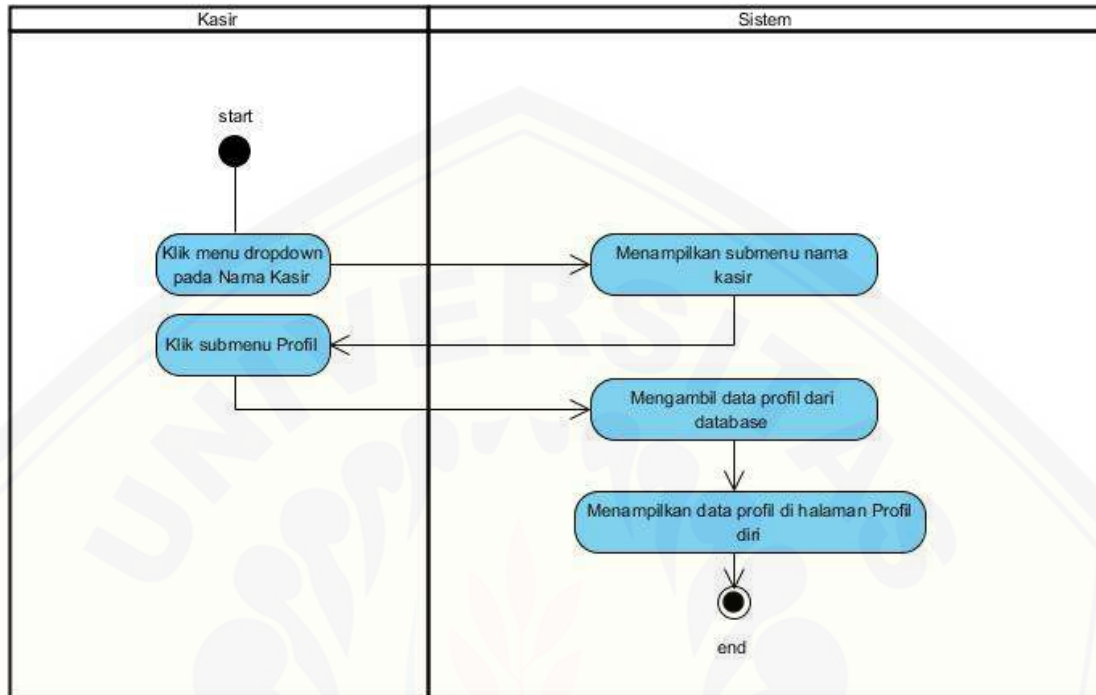 Kasir
Sistem
start
Klik menu dropdown
pada Nama Kasir
Menampilkan submenu nama
kasir
Klik submenu Profil
Mengambil data profil dari
database
Menampilkan data profil di halaman Profil
diri
end
UNIVERSITAS